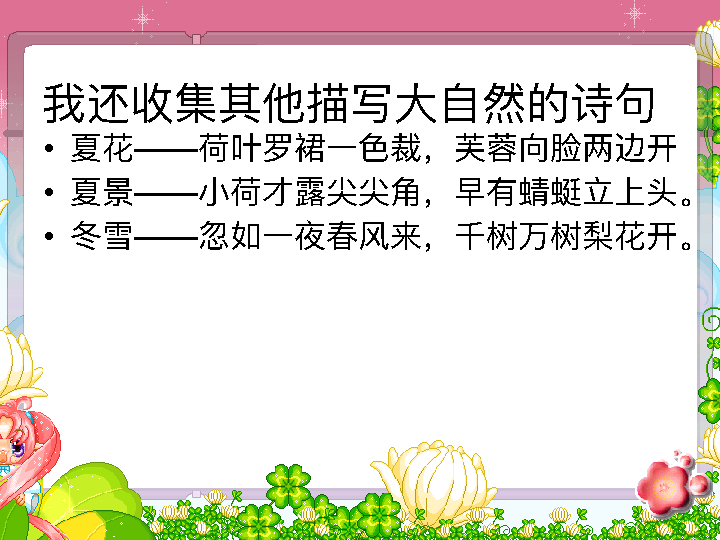 我还收集其他描写大自然的诗句
• 夏花——荷叶罗裙一色裁，芙蓉向脸两边开
• 夏景——小荷才露尖尖角，早有蜻蜓立上头。
• 冬雪——忽如一夜春风来，千树万树梨花开。